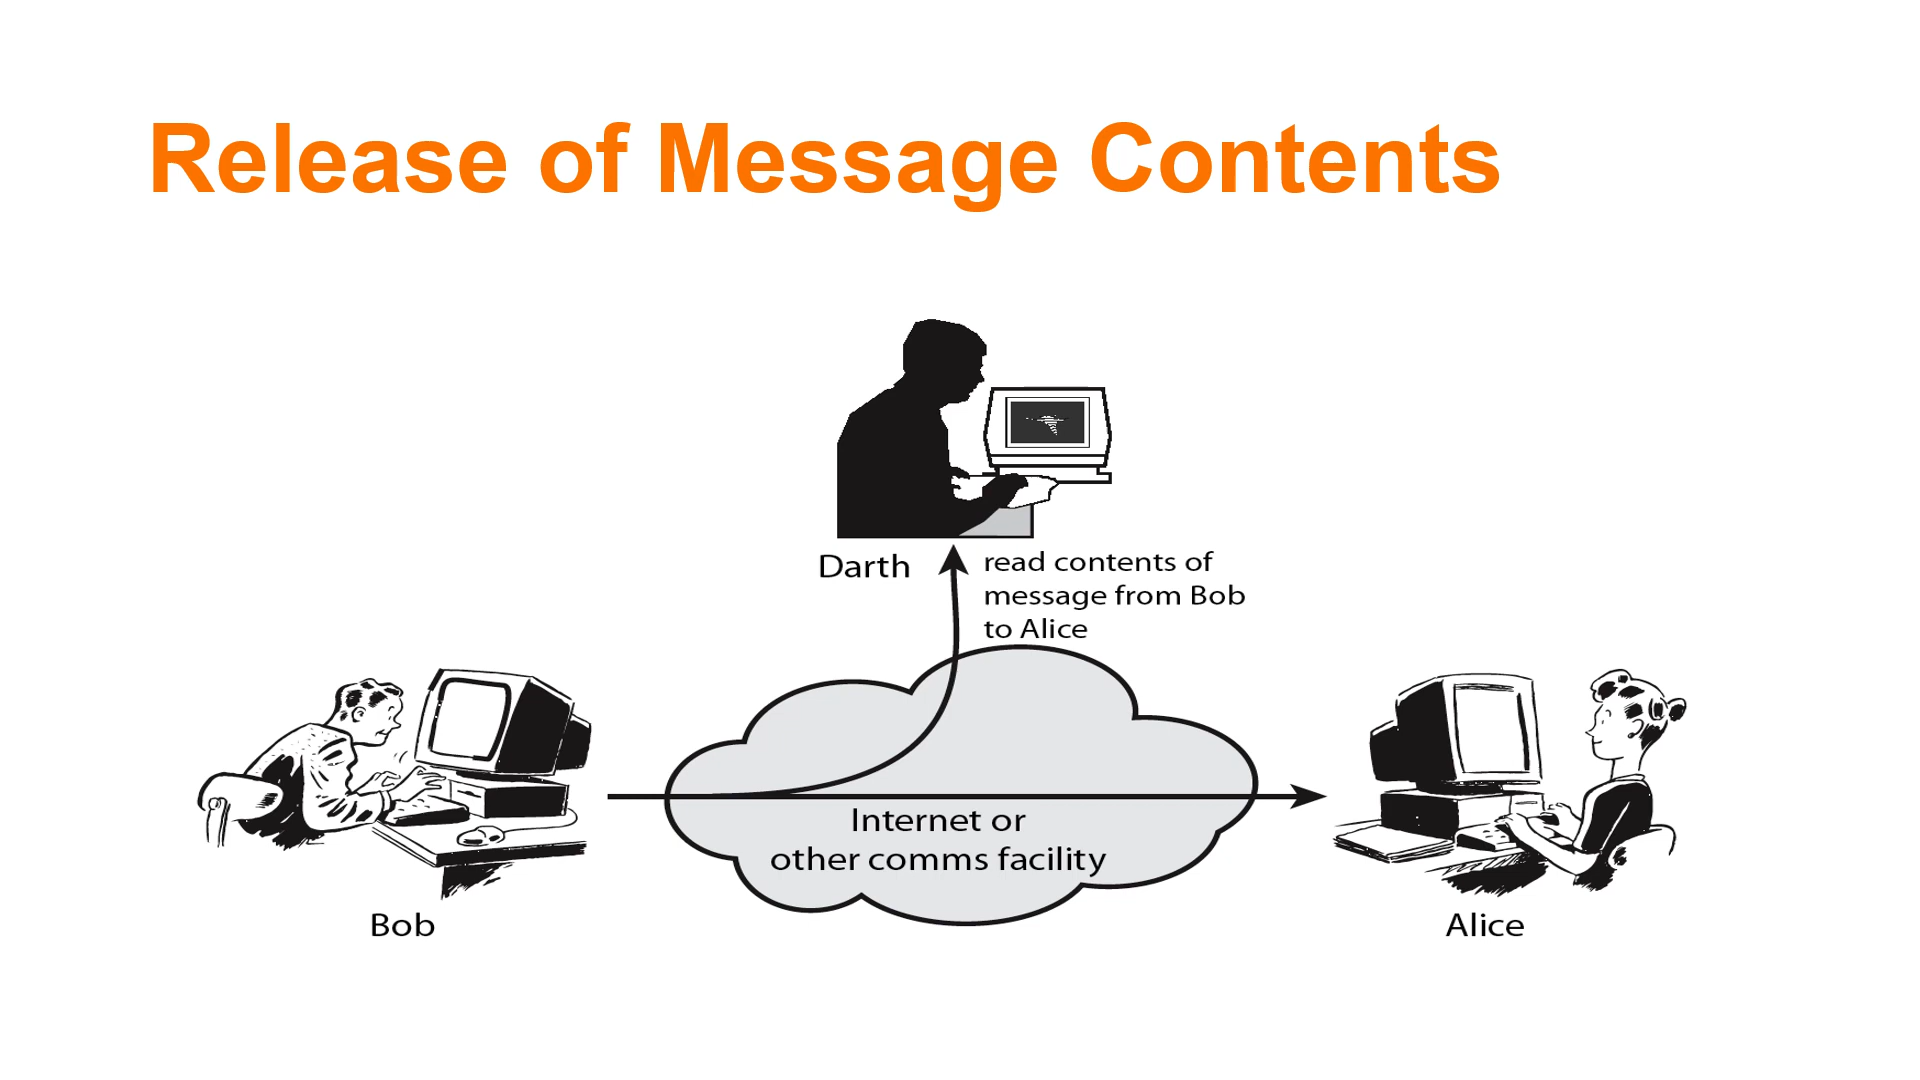 Release of Message Contents
Darth
read contents of
message from Bob
to Alice
Internet or
other comms facility
Bob
Alice